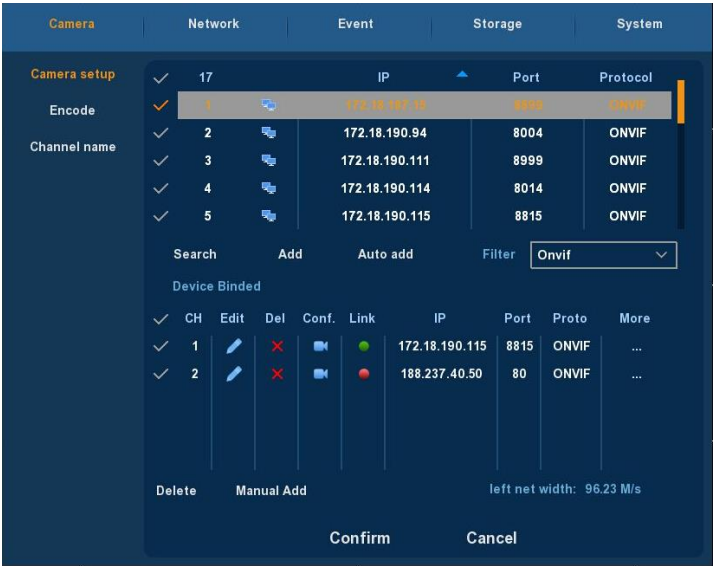 Camera Network Event Storage System
Camera setup
Encode
Channel name
17 IP Port Protocol
1 172.18.187.15 8899 ONVIF
2 172.18.190.94 8004 ONVIF
3 172.18.190.111 8999 ONVIF
4 172.18.190.114 8014 ONVIF
5 172.18.190.115 8815 ONVIF
Search Add Auto add Filter Onvif
Device Binded
CH Edit Del Conf. Link IP Port Proto More
1 172.18.190.115 8815 ONVIF ...
2 188.237.40.50 80 ONVIF ...
Delete Manual Add left net width: 96.23 M/s
Confirm Cancel